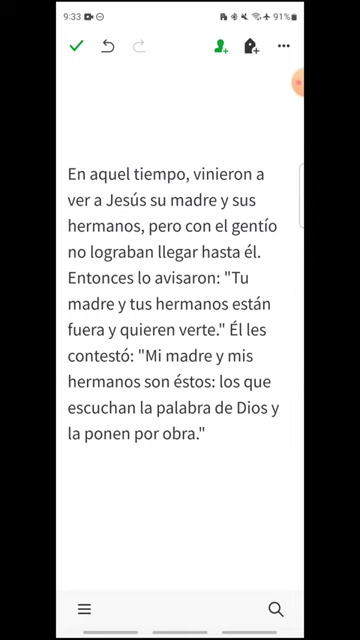 9:33
91%
En aquel tiempo, vinieron a
ver a Jesús su madre y sus
hermanos, pero con el gentío
no lograban llegar hasta él.
Entonces lo avisaron: "Tu
madre y tus hermanos están
fuera y quieren verte." Él les
contestó: "Mi madre y mis
hermanos son éstos: los que
escuchan la palabra de Dios y
la ponen por obra."